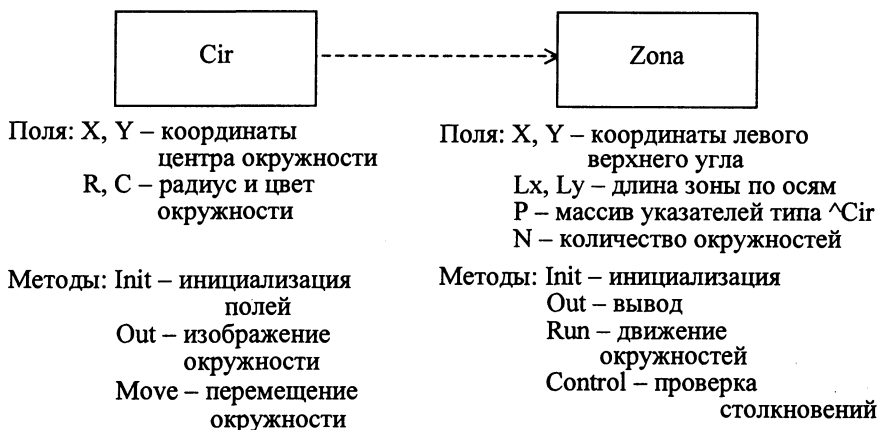 Cir
Zona
Поля: X, Y – координаты
центра окружности
R, C – радиус и цвет
окружности
Методы: Init – инициализация
полей
Out – изображение
окружности
Move – перемещение
окружности
Поля: X, Y – координаты левого
верхнего угла
Lx, Ly – длина зоны по осям
P – массив указателей типа ^Cir
N – количество окружностей
Методы: Init – инициализация
Out – вывод
Run – движение
окружностей
Control – проверка
столкновений